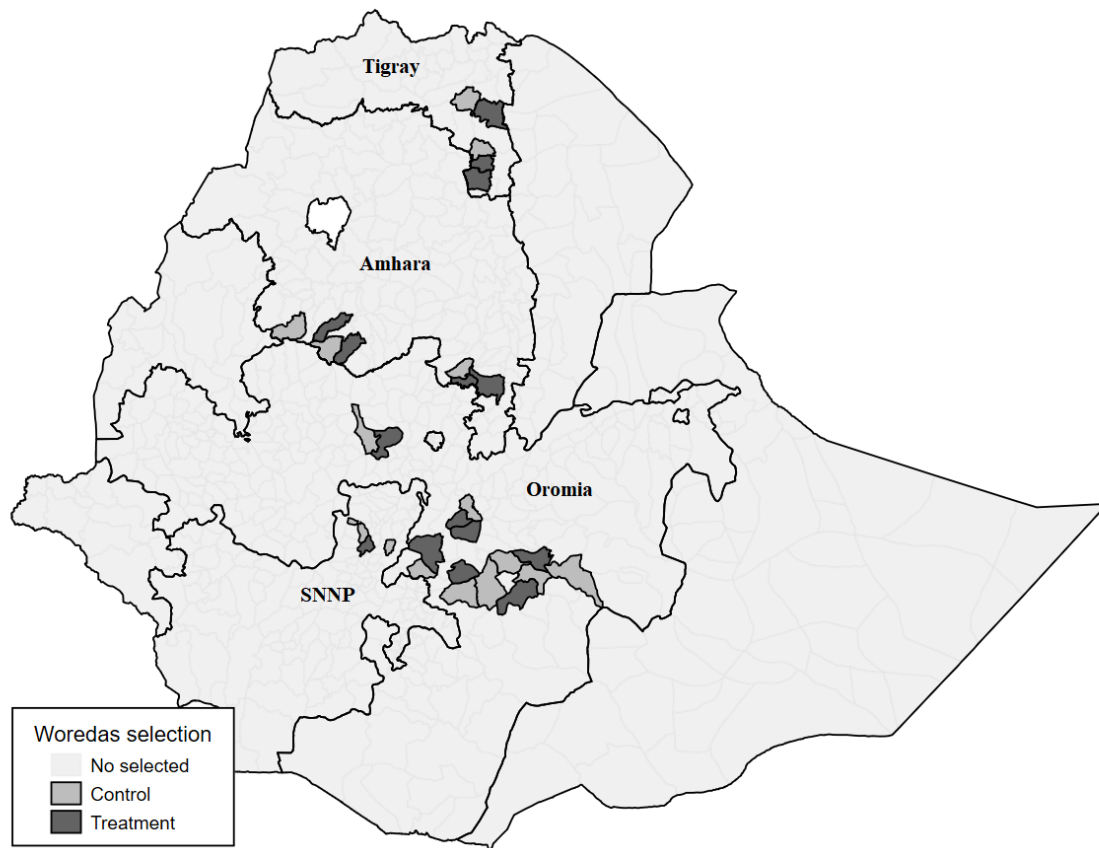 Tigray
Amhara
Oromia
SNNP
Woredas selection
No selected
Control
Treatment